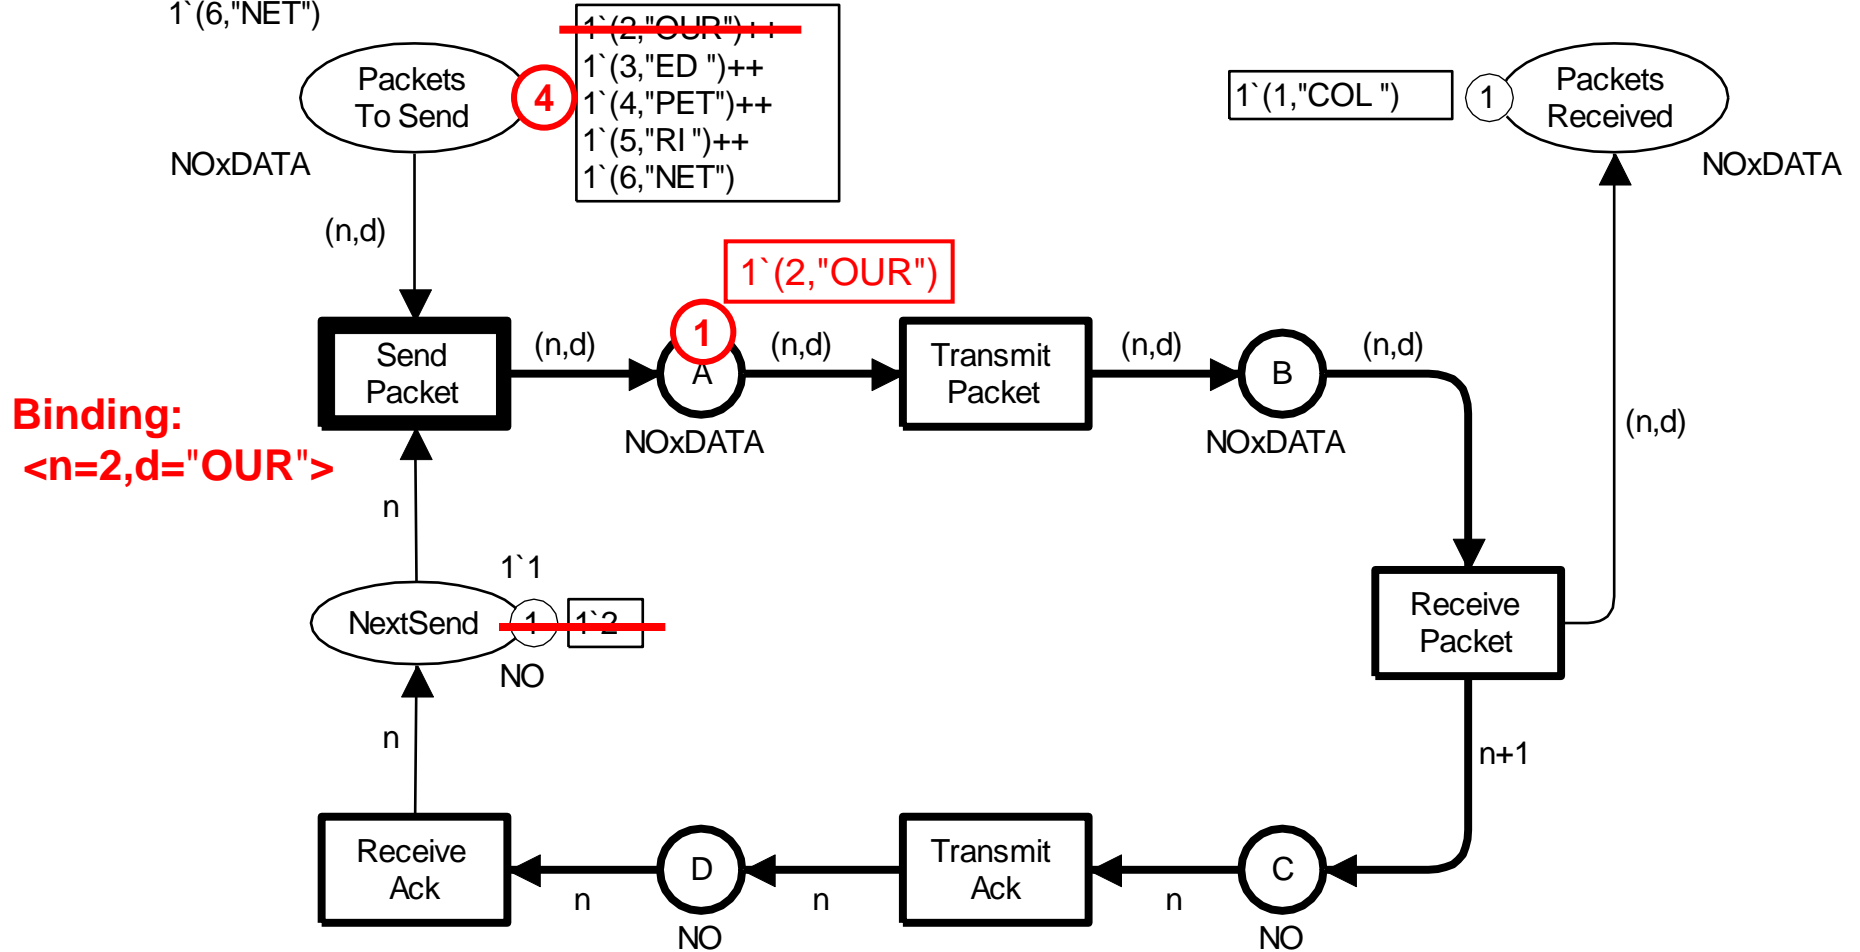 1`(6,"NET")
1`(2,"OUR")++
1`(3,"ED ")++
1`(4,"PET")++
1`(5,"RI ")++
1`(6,"NET")
Packets
To Send
4
NOxDATA
(n,d)
1`(1,"COL ")
1
Packets
Received
NOxDATA
1`(2,"OUR")
1
Send
Packet
(n,d)
A
(n,d)
NOxDATA
Transmit
Packet
(n,d)
B
(n,d)
NOxDATA
(n,d)
Binding:
<n=2,d="OUR">
n
1`1
NextSend
1
1`2
NO
Receive
Packet
n
n+1
Receive
Ack
n
D
NO
n
Transmit
Ack
n
C
NO